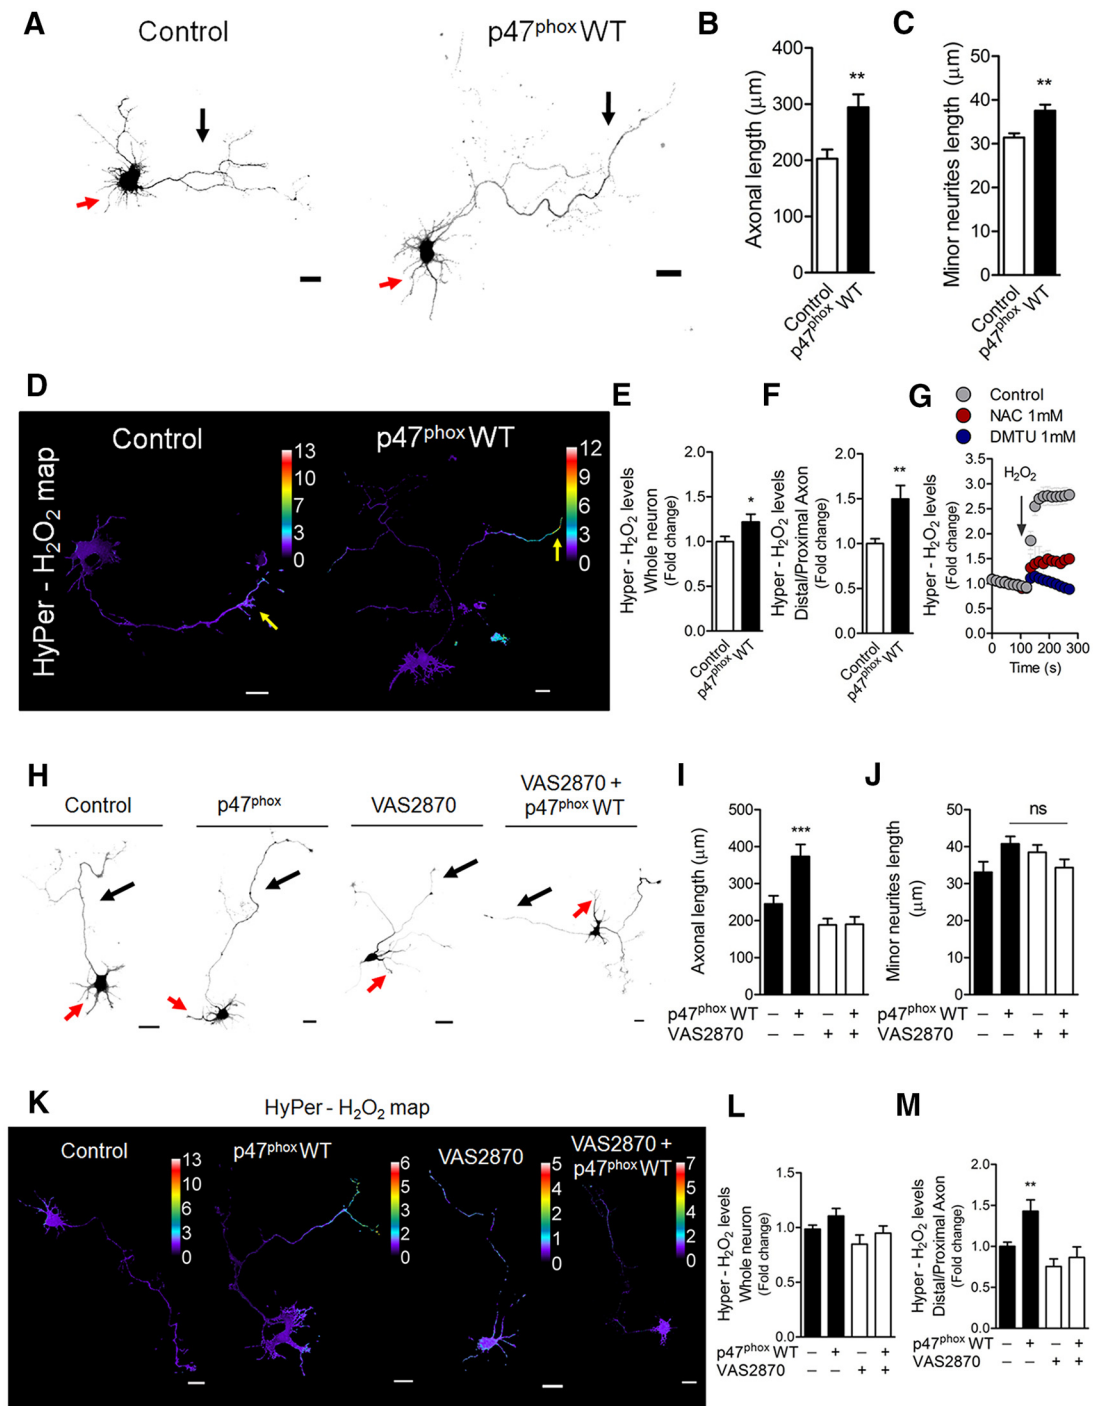 A
Control
p47phox WT
B
Axonal length (μm)
400
300
200
100
0
**
Control
p47phox WT
C
Minor neurites length (μm)
50
40
30
20
10
0
**
Control
p47phox WT
D
HyPer - H2O2 map
Control
13
10
7
6
3
0
p47phox WT
12
9
6
3
0
E
Hyper - H2O2 levels
Whole neuron
(Fold change)
2.0
1.5
1.0
0.5
0.0
*
Control
p47phox WT
F
Hyper - H2O2 levels
Distal/Proximal Axon
(Fold change)
2.0
1.5
1.0
0.5
0.0
**
Control
p47phox WT
G
Control
NAC 1mM
DMTU 1mM
Hyper - H2O2 levels
(Fold change)
3.5
3.0
2.5
2.0
1.5
1.0
0.5
0.0
H2O2
0 100 200 300
Time (s)
H
Control
p47phox
VAS2870
VAS2870 +
p47phox WT
I
Axonal length (μm)
500
400
300
200
100
0
***
p47phox WT − + − +
VAS2870 − − + +
J
Minor neurites length
(μm)
50
40
30
20
10
0
ns
p47phox WT − + − +
VAS2870 − − + +
K
HyPer - H2O2 map
Control
13
10
6
3
0
p47phox WT
6
5
3
2
0
VAS2870
5
4
2
1
0
VAS2870 +
p47phox WT
7
5
4
2
0
L
Hyper - H2O2 levels
Whole neuron
(Fold change)
1.5
1.0
0.5
0.0
p47phox WT − + − +
VAS2870 − − + +
M
Hyper - H2O2 levels
Distal/Proximal Axon
(Fold change)
2.0
1.5
1.0
0.5
0.0
**
p47phox WT − + − +
VAS2870 − − + +